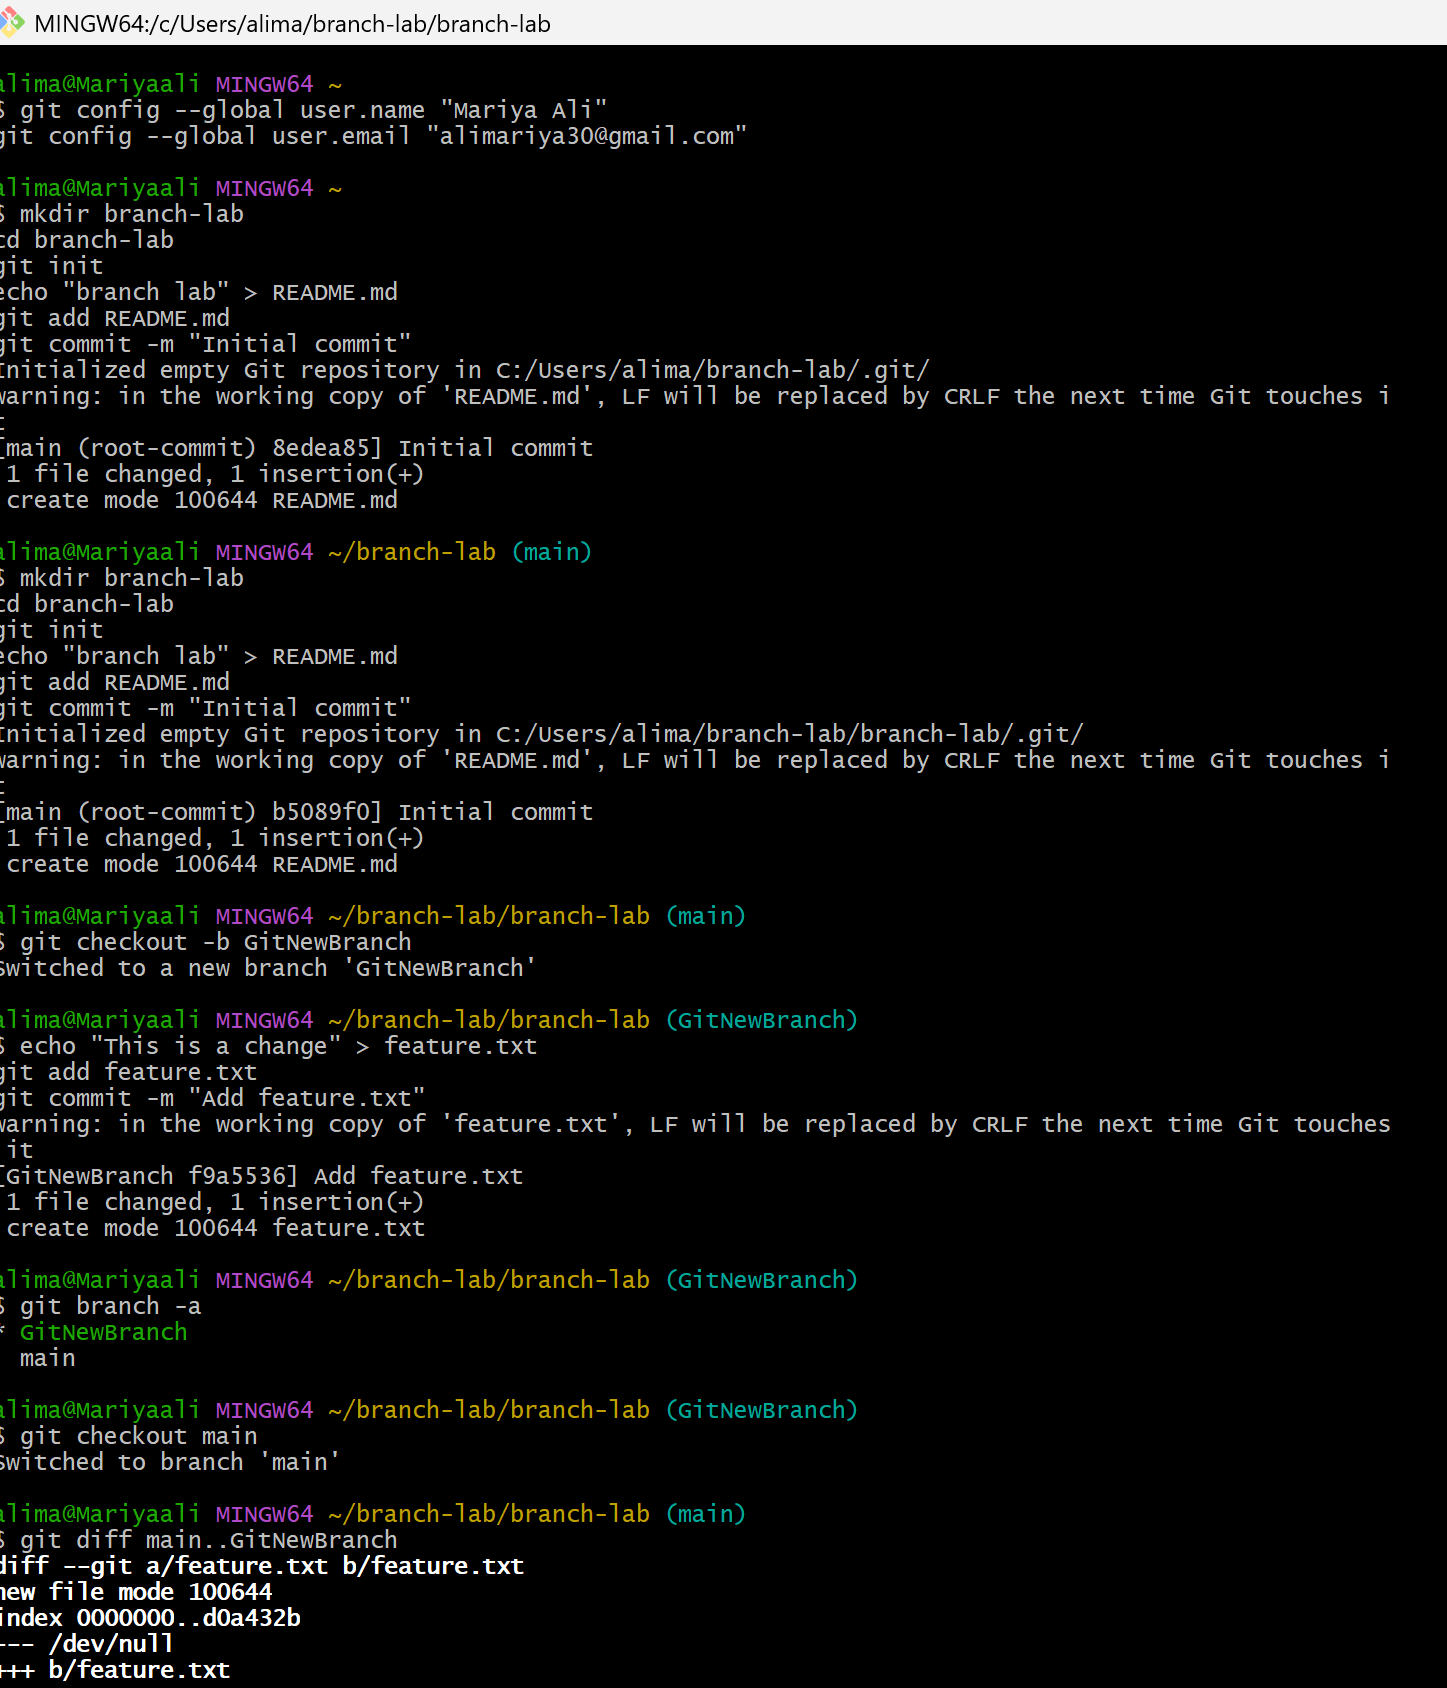 MINGW64:/c/Users/alima/branch-lab/branch-lab
alima@Mariyaali MINGW64 ~
$ git config --global user.name "Mariya Ali"
git config --global user.email "alimariya30@gmail.com"
alima@Mariyaali MINGW64 ~
$ mkdir branch-lab
cd branch-lab
git init
echo "branch lab" > README.md
git add README.md
git commit -m "Initial commit"
Initialized empty Git repository in C:/Users/alima/branch-lab/.git/
warning: in the working copy of 'README.md', LF will be replaced by CRLF the next time Git touches i
t
[main (root-commit) 8edea85] Initial commit
1 file changed, 1 insertion(+)
create mode 100644 README.md
alima@Mariyaali MINGW64 ~/branch-lab (main)
$ mkdir branch-lab
cd branch-lab
git init
echo "branch lab" > README.md
git add README.md
git commit -m "Initial commit"
Initialized empty Git repository in C:/Users/alima/branch-lab/branch-lab/.git/
warning: in the working copy of 'README.md', LF will be replaced by CRLF the next time Git touches i
t
[main (root-commit) b5089f0] Initial commit
1 file changed, 1 insertion(+)
create mode 100644 README.md
alima@Mariyaali MINGW64 ~/branch-lab/branch-lab (main)
$ git checkout -b GitNewBranch
Switched to a new branch 'GitNewBranch'
alima@Mariyaali MINGW64 ~/branch-lab/branch-lab (GitNewBranch)
$ echo "This is a change" > feature.txt
git add feature.txt
git commit -m "Add feature.txt"
warning: in the working copy of 'feature.txt', LF will be replaced by CRLF the next time Git touches
it
[GitNewBranch f9a5536] Add feature.txt
1 file changed, 1 insertion(+)
create mode 100644 feature.txt
alima@Mariyaali MINGW64 ~/branch-lab/branch-lab (GitNewBranch)
$ git branch -a
* GitNewBranch
main
alima@Mariyaali MINGW64 ~/branch-lab/branch-lab (GitNewBranch)
$ git checkout main
Switched to branch 'main'
alima@Mariyaali MINGW64 ~/branch-lab/branch-lab (main)
$ git diff main..GitNewBranch
diff --git a/feature.txt b/feature.txt
new file mode 100644
index 0000000..d0a432b
--- /dev/null
+++ b/feature.txt